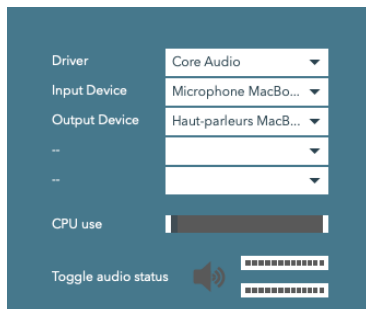 Driver Core Audio
Input Device Microphone MacBo...
Output Device Haut-parleurs MacB...
--
--
CPU use
Toggle audio status